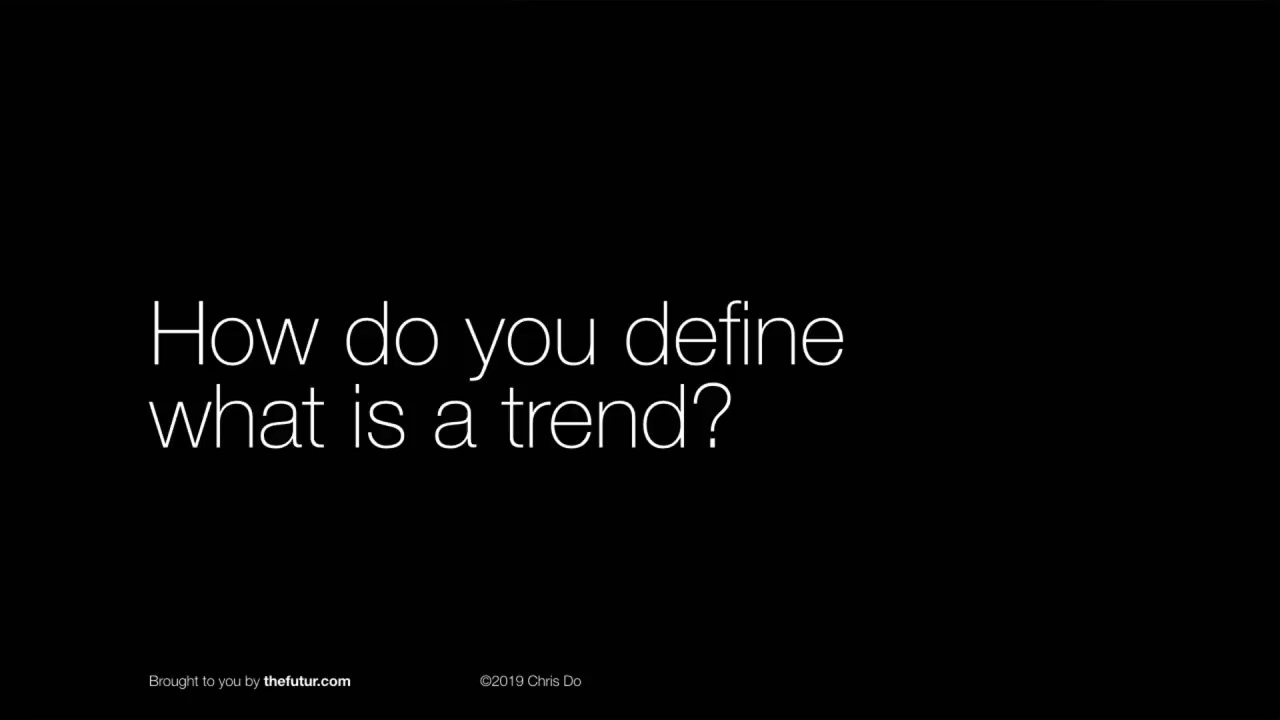 How do you define
what is a trend?
Brought to you by thefutur.com ©2019 Chris Do